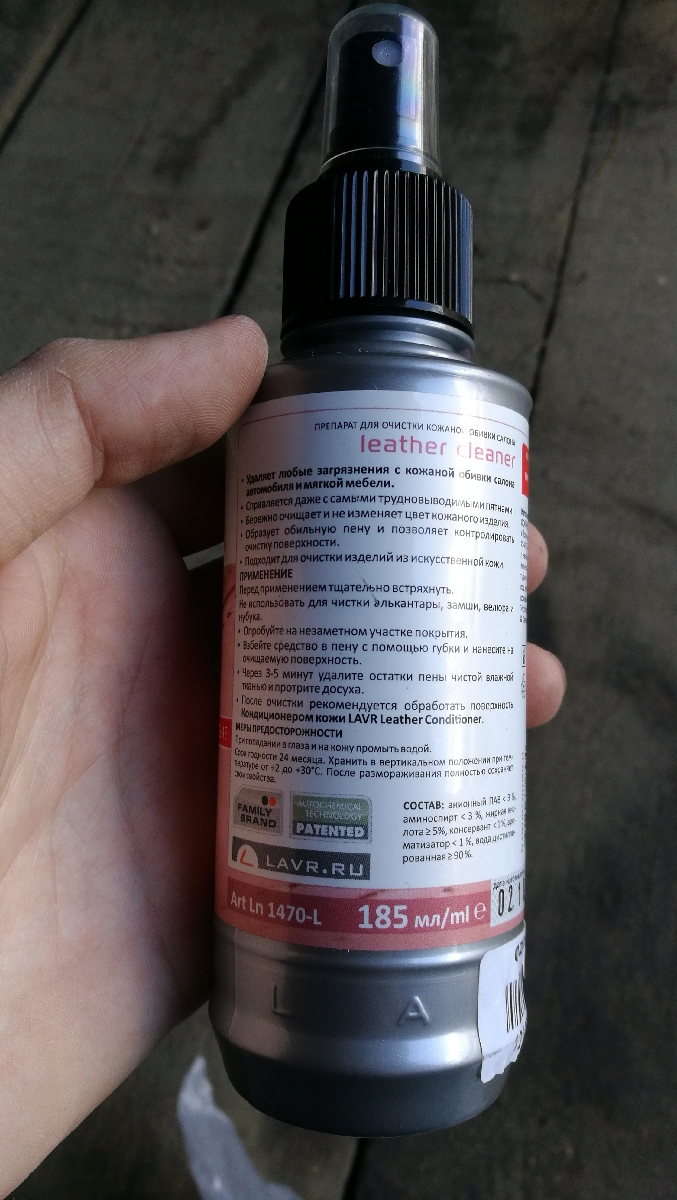 ПРЕПАРАТ ДЛЯ ОЧИСТКИ КОЖАНОЙ ОБИВКИ САЛОНА
leather cleaner
• Удаляет любые загрязнения с кожаной обивки салона
автомобиля и мягкой мебели.
• Справляется даже с самыми трудновыводимыми пятнами
• Бережно очищает и не изменяет цвет кожаного изделия.
• Образует обильную пену и позволяет контролировать
очистку поверхности.
• Подходит для очистки изделий из искусственной кожи
ПРИМЕНЕНИЕ
Перед применением тщательно встряхнуть.
Не использовать для чистки алькантары, замши, велюра и
нубука.
• Опробуйте на незаметном участке покрытия.
• Взбейте средство в пену с помощью губки и нанесите на
очищаемую поверхность.
• Через 3-5 минут удалите остатки пены чистой влажной
тканью и протрите досуха.
• После очистки рекомендуется обработать поверхность
Кондиционером кожи LAVR Leather Conditioner.
МЕРЫ ПРЕДОСТОРОЖНОСТИ
При попадании в глаза и на кожу промыть водой.
Срок годности 24 месяца. Хранить в вертикальном положении при тем-
пературе от +2 до +30°С. После размораживания полностью сохраняет
свои свойства.
FAMILY
BRAND
AUTOCHEMICAL
TECHNOLOGY
PATENTED
LAVR.RU
СОСТАВ: анионный ПАВ < 3 %,
аминоспирт < 3 %, жирная кис-
лота ≥ 5%, консервант < 1%, аро-
матизатор < 1 %, вода дистилли-
рованная ≥ 90 %.
Art Ln 1470-L
185 мл/ml ℮
021
L A